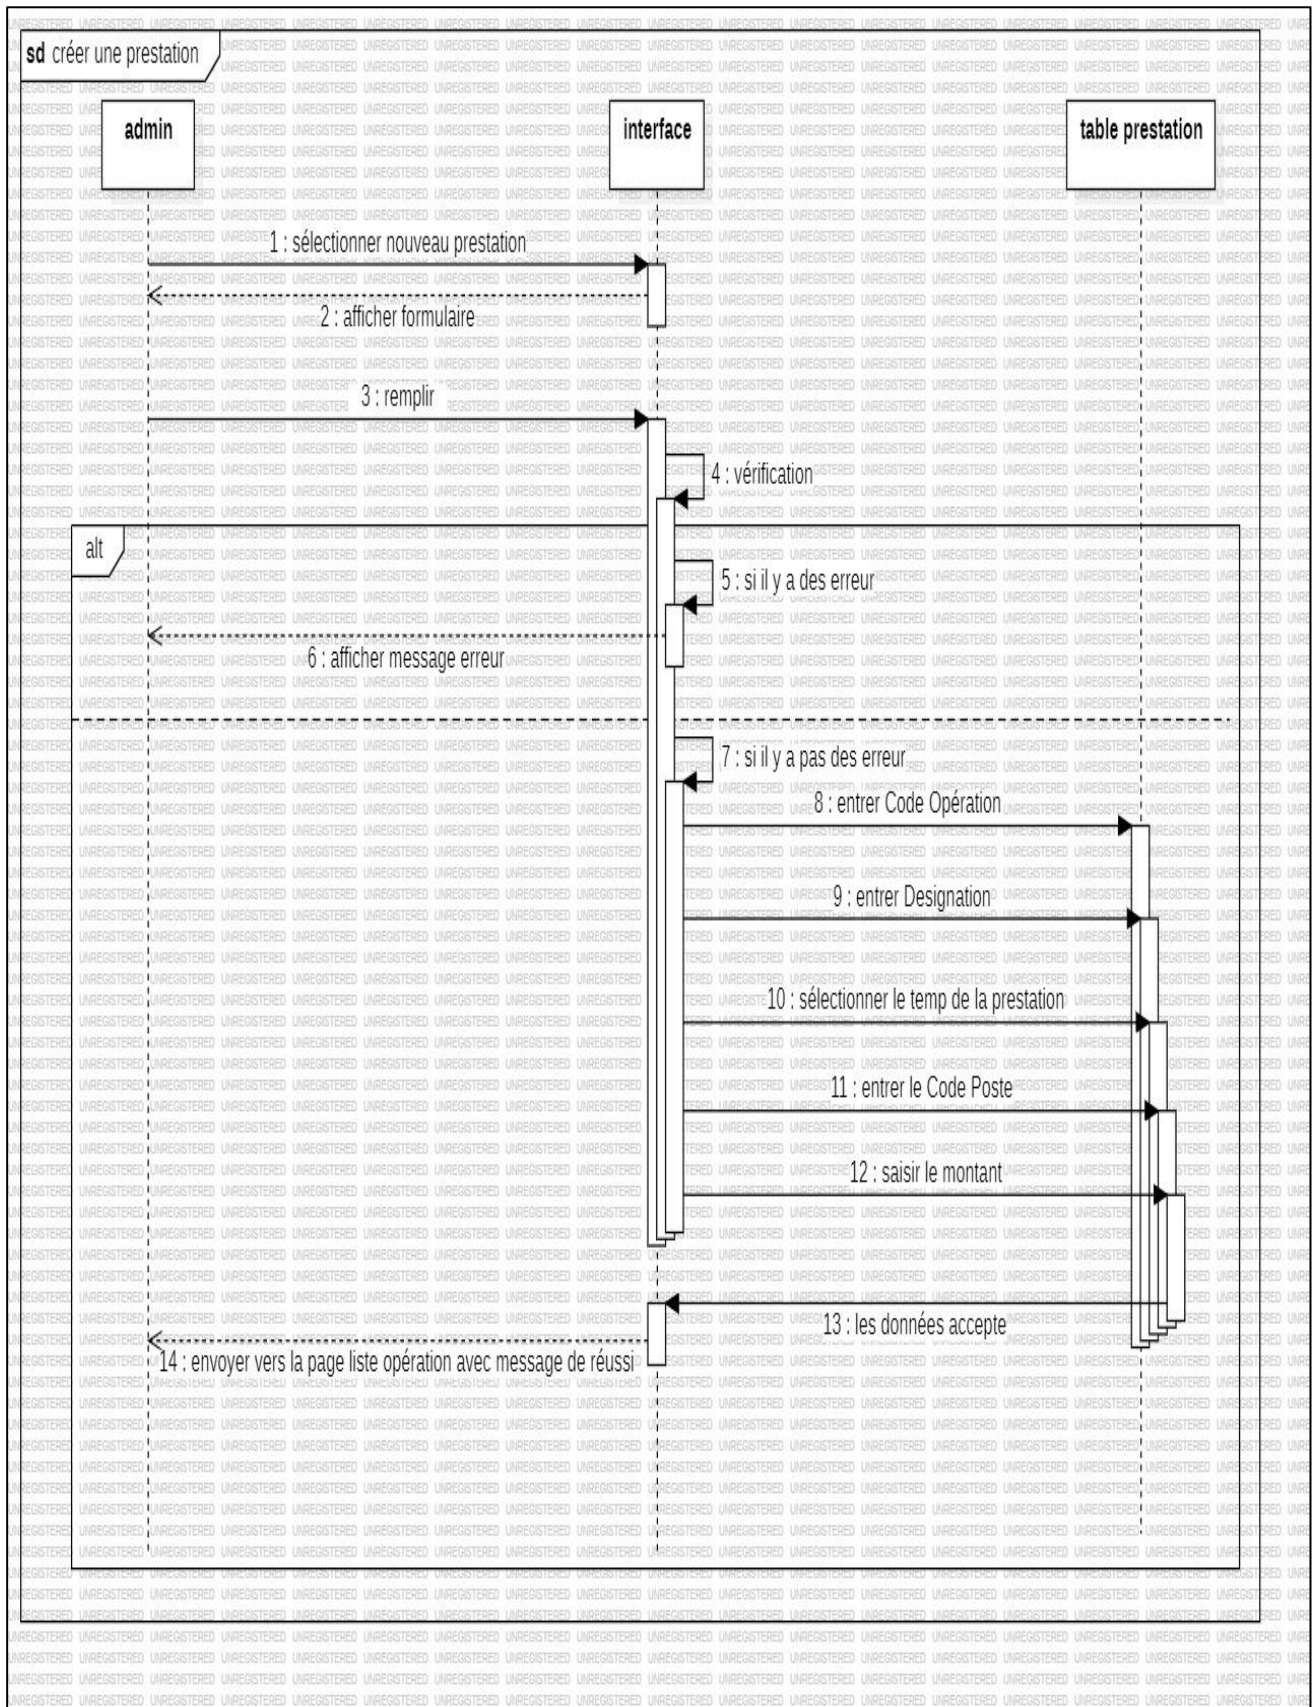 sd créer une prestation
admin
interface
table prestation
1 : sélectionner nouveau prestation
2 : afficher formulaire
3 : remplir
4 : vérification
alt
5 : si il y a des erreur
6 : afficher message erreur
7 : si il y a pas des erreur
8 : entrer Code Opération
9 : entrer Designation
10 : sélectionner le temp de la prestation
11 : entrer le Code Poste
12 : saisir le montant
13 : les données accepte
14 : envoyer vers la page liste opération avec message de réussi
UNREGISTERED